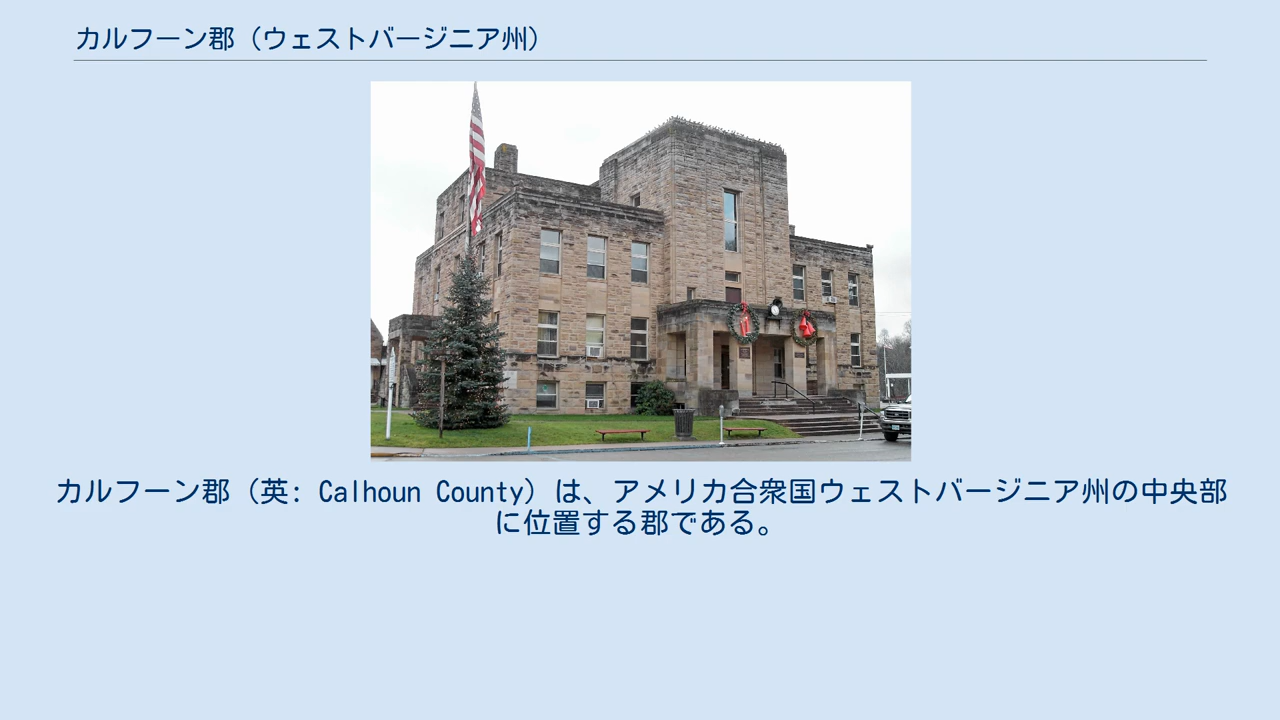 カルフーン郡（ウェストバージニア州）
カルフーン郡（英: Calhoun County）は、アメリカ合衆国ウェストバージニア州の中央部
に位置する郡である。